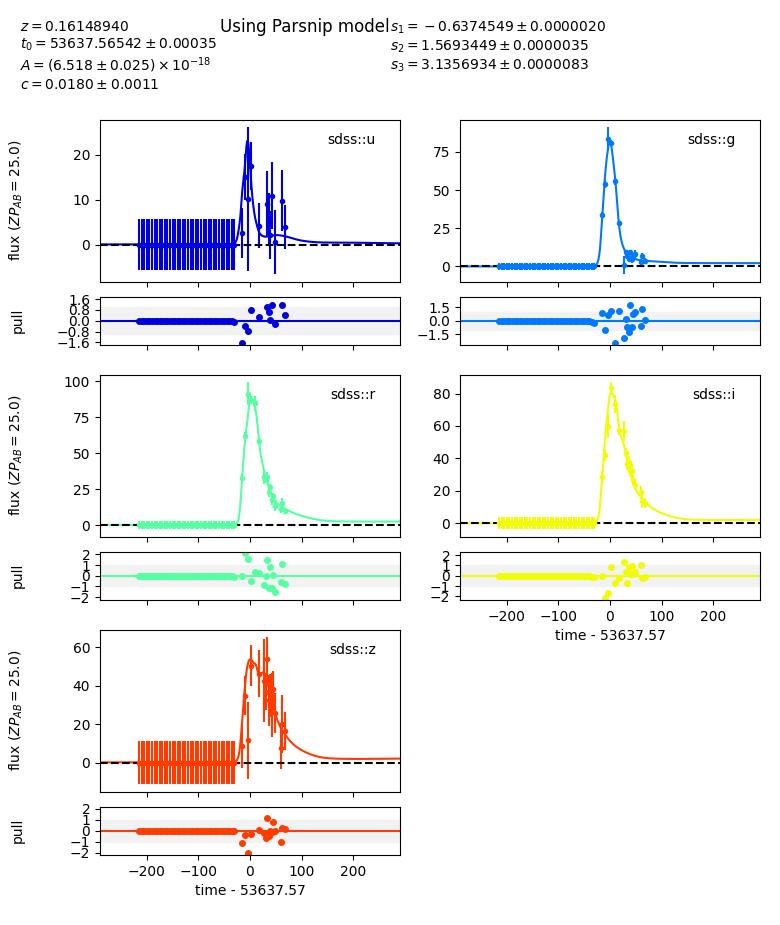 Using Parsnip model
z = 0.16148940
t₀ = 53637.56542 ± 0.00035
A = (6.518 ± 0.025) × 10⁻¹⁸
c = 0.0180 ± 0.0011
s₁ = −0.6374549 ± 0.0000020
s₂ = 1.5693449 ± 0.0000035
s₃ = 3.1356934 ± 0.0000083
sdss::u
flux (ZP_AB = 25.0)
20
10
0
pull
1.6
0.8
0.0
−0.8
−1.6
sdss::g
75
50
25
0
1.5
0.0
−1.5
sdss::r
flux (ZP_AB = 25.0)
100
75
50
25
0
pull
2
1
0
−1
−2
sdss::i
80
60
40
20
0
2
1
0
−1
−2
−200 −100 0 100 200
time - 53637.57
sdss::z
flux (ZP_AB = 25.0)
60
40
20
0
pull
2
1
0
−1
−2
−200 −100 0 100 200
time - 53637.57